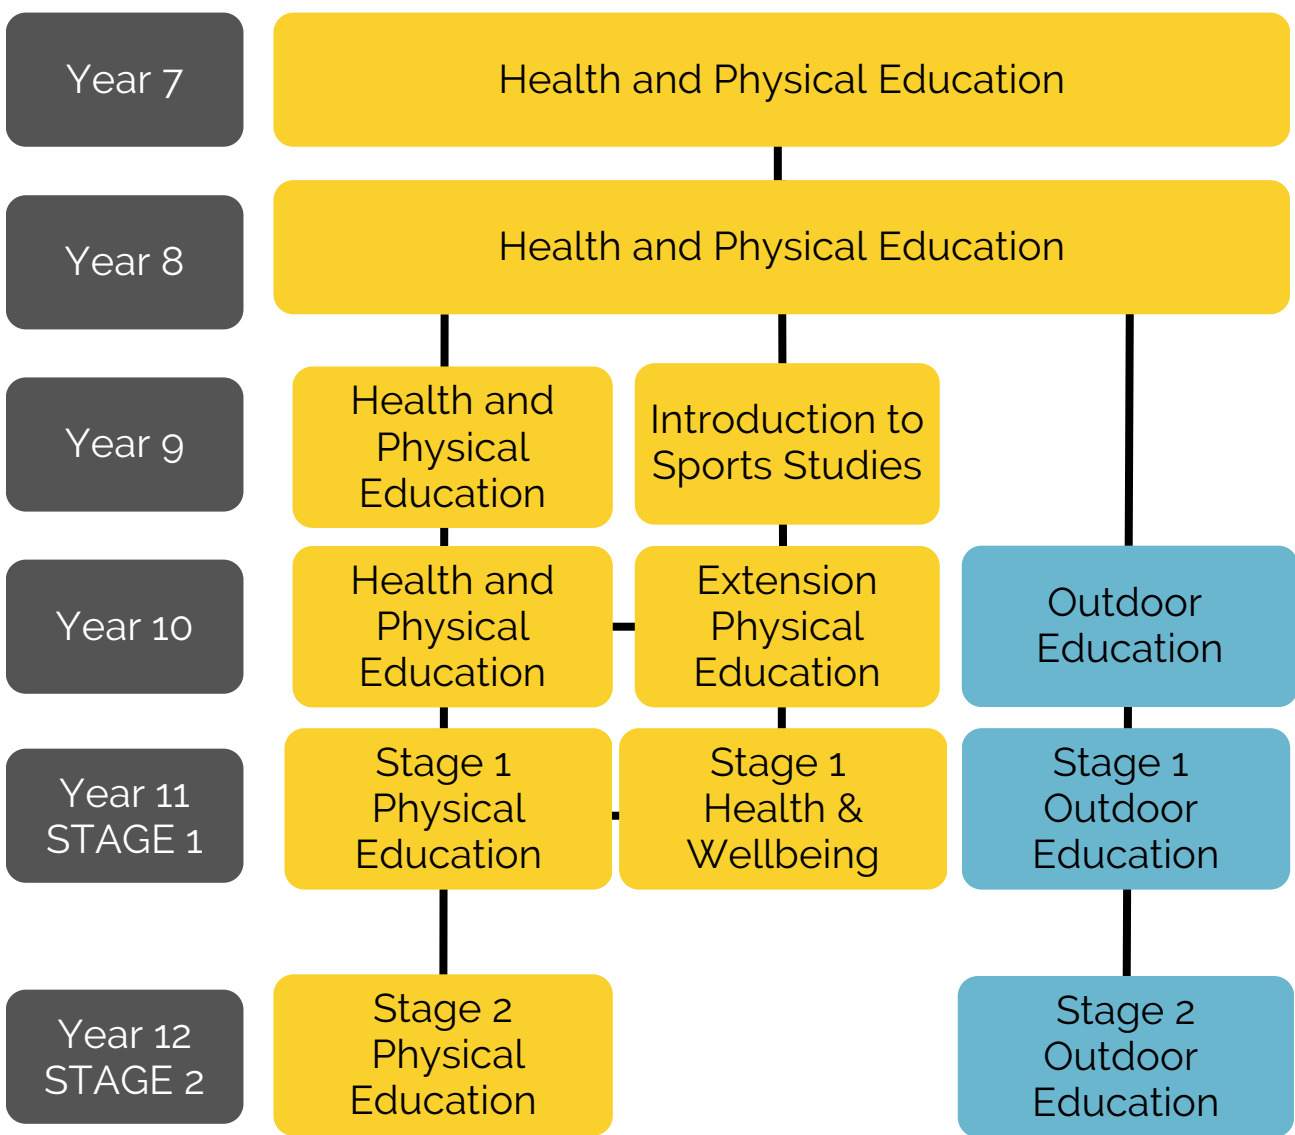 Year 7
Health and Physical Education
Year 8
Health and Physical Education
Year 9
Health and
Physical
Education
Introduction to
Sports Studies
Year 10
Health and
Physical
Education
Extension
Physical
Education
Outdoor
Education
Year 11
STAGE 1
Stage 1
Physical
Education
Stage 1
Health &
Wellbeing
Stage 1
Outdoor
Education
Year 12
STAGE 2
Stage 2
Physical
Education
Stage 2
Outdoor
Education